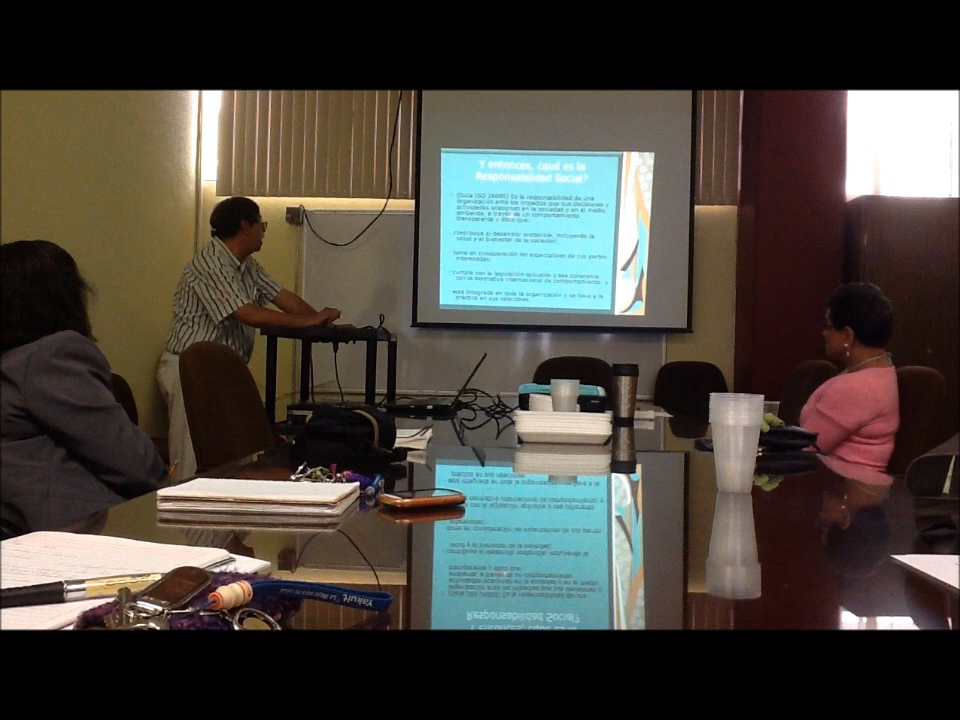 Y entonces, ¿qué es la
Responsabilidad Social?
(Guía ISO 26000) Es la responsabilidad de una
organización ante los impactos que sus decisiones y
actividades ocasionan en la sociedad y en el medio
ambiente, a través de un comportamiento
transparente y ético que:
contribuya al desarrollo sostenible, incluyendo la
salud y el bienestar de la sociedad;
tome en consideración las expectativas de sus partes
interesadas;
cumpla con la legislación aplicable y sea coherente
con la normativa internacional de comportamiento; y
esté integrada en toda la organización y se lleve a la
práctica en sus relaciones